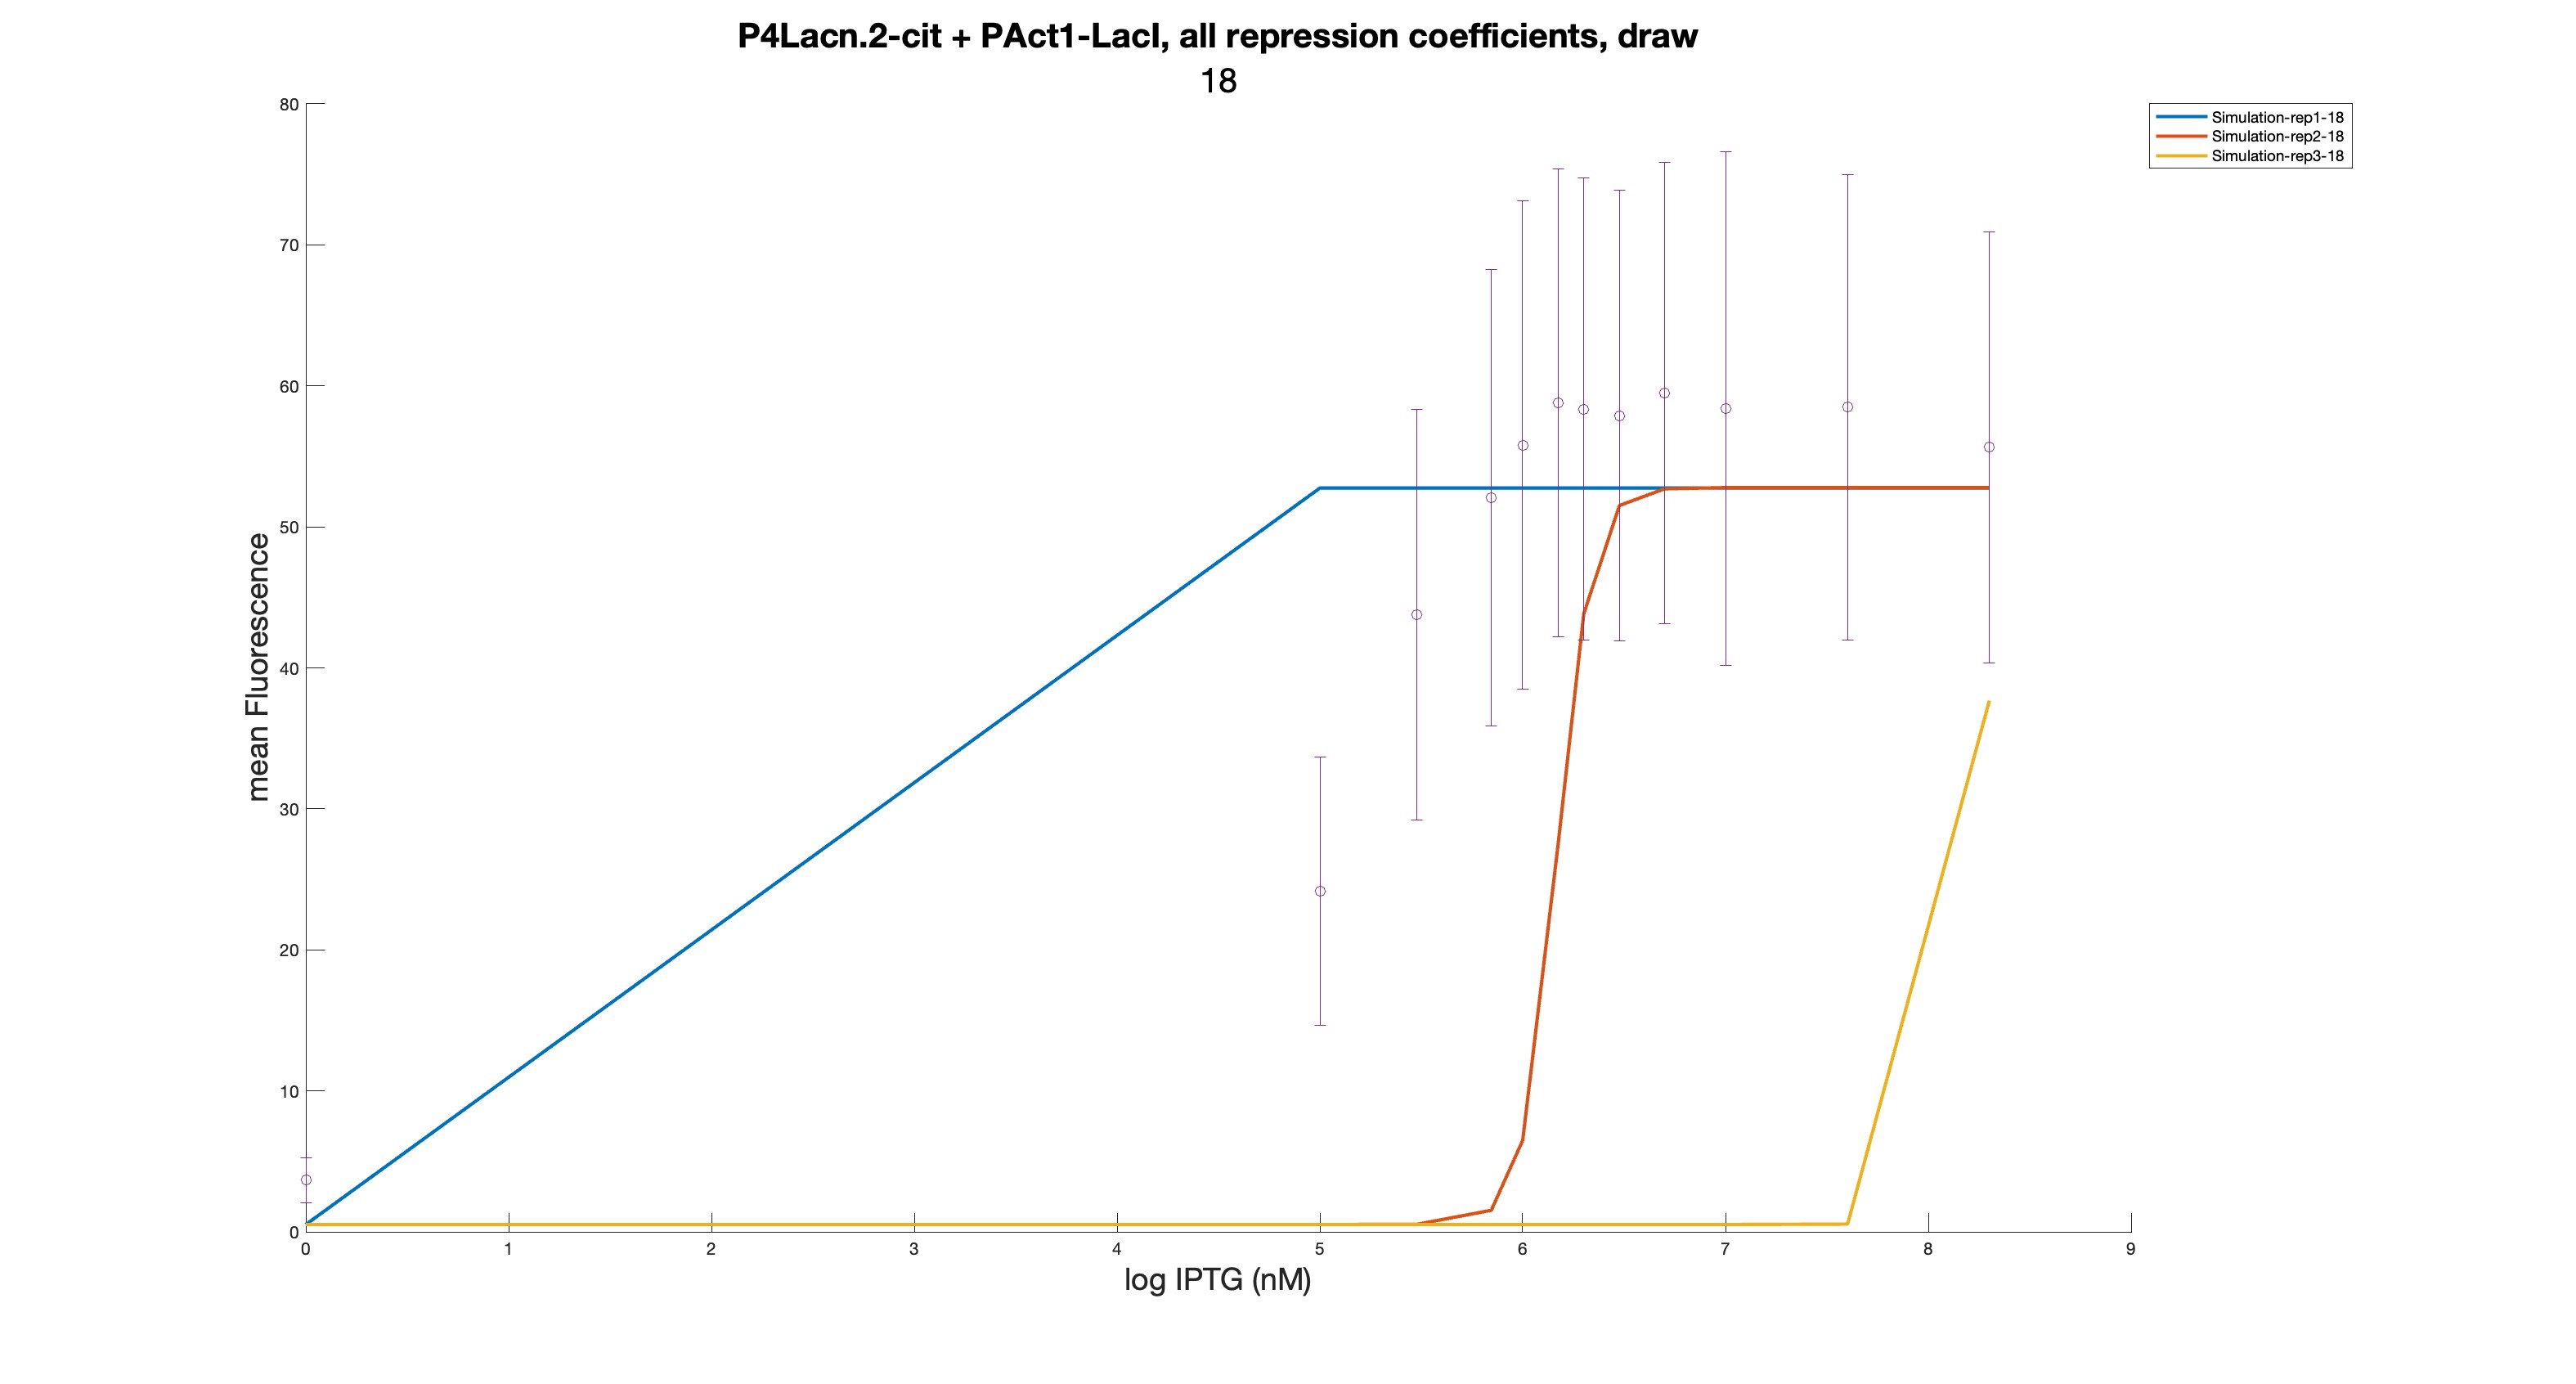 P4Lacn.2-cit + PAct1-LacI, all repression coefficients, draw
18
Simulation-rep1-18
Simulation-rep2-18
Simulation-rep3-18
mean Fluorescence
80
70
60
50
40
30
20
10
0
0 1 2 3 4 5 6 7 8 9
log IPTG (nM)